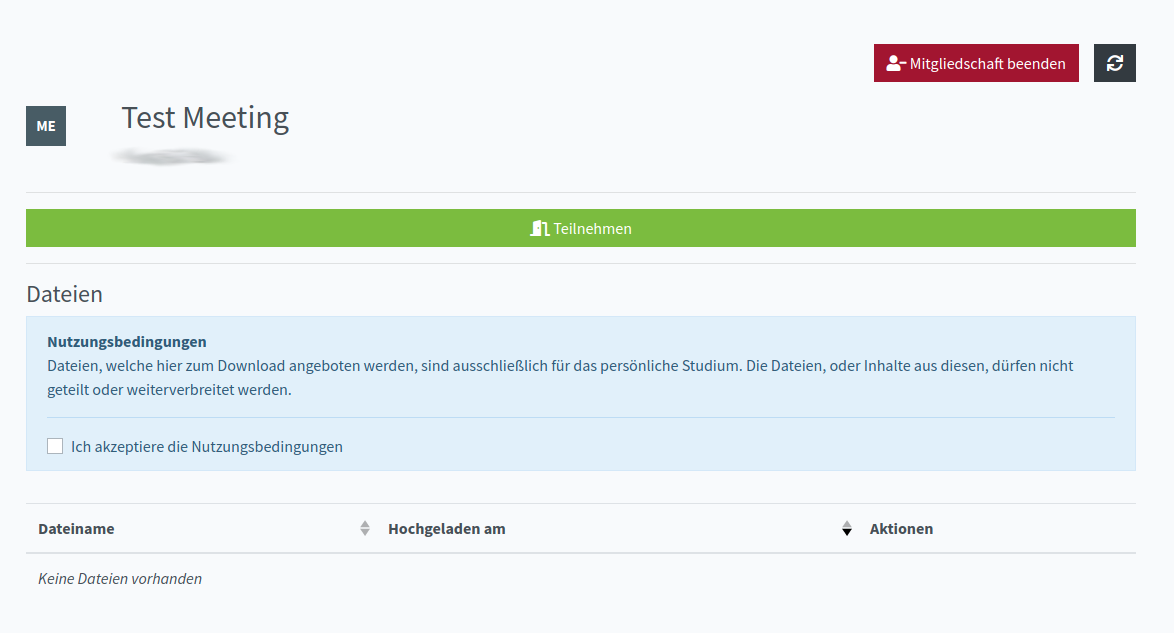 Mitgliedschaft beenden
ME
Test Meeting
Teilnehmen
Dateien
Nutzungsbedingungen
Dateien, welche hier zum Download angeboten werden, sind ausschließlich für das persönliche Studium. Die Dateien, oder Inhalte aus diesen, dürfen nicht
geteilt oder weiterverbreitet werden.
Ich akzeptiere die Nutzungsbedingungen
Dateiname Hochgeladen am Aktionen
Keine Dateien vorhanden